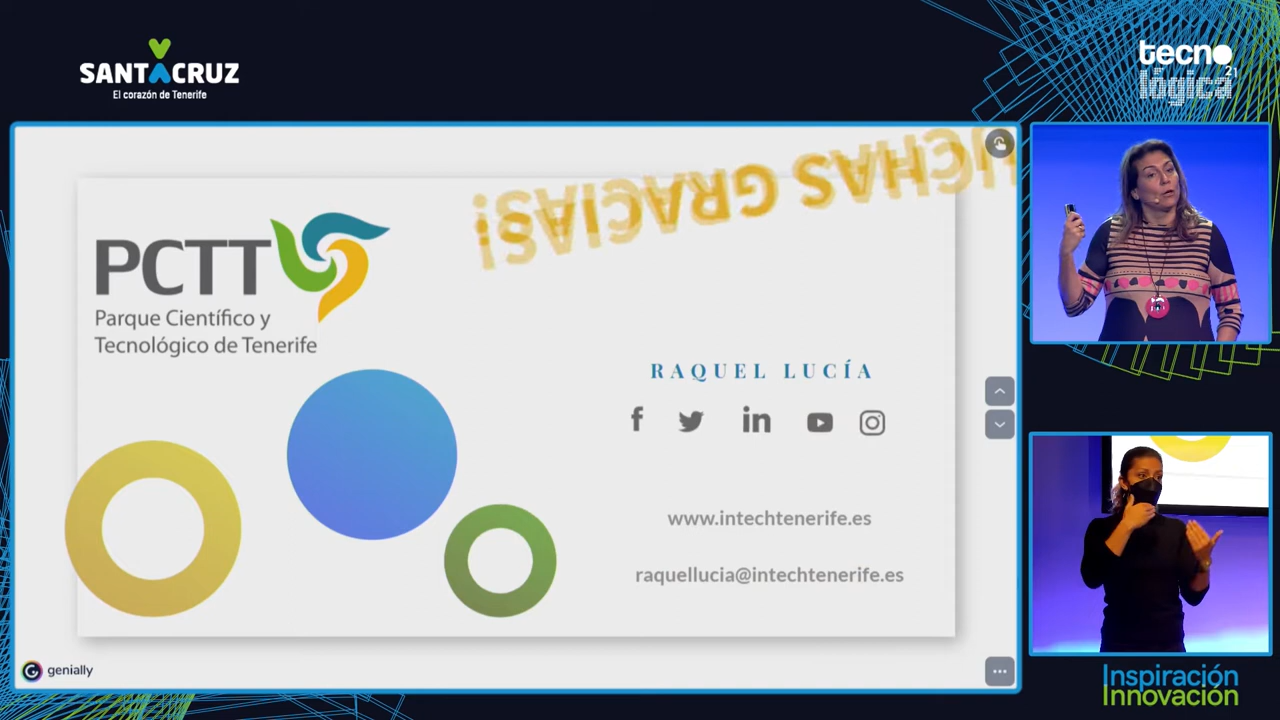 SANTACRUZ
El corazón de Tenerife
tecno
lógica
21
¡MUCHAS GRACIAS!
PCTT
Parque Científico y
Tecnológico de Tenerife
RAQUEL LUCÍA
www.intechtenerife.es
raquellucia@intechtenerife.es
genially
Inspiración
Innovación